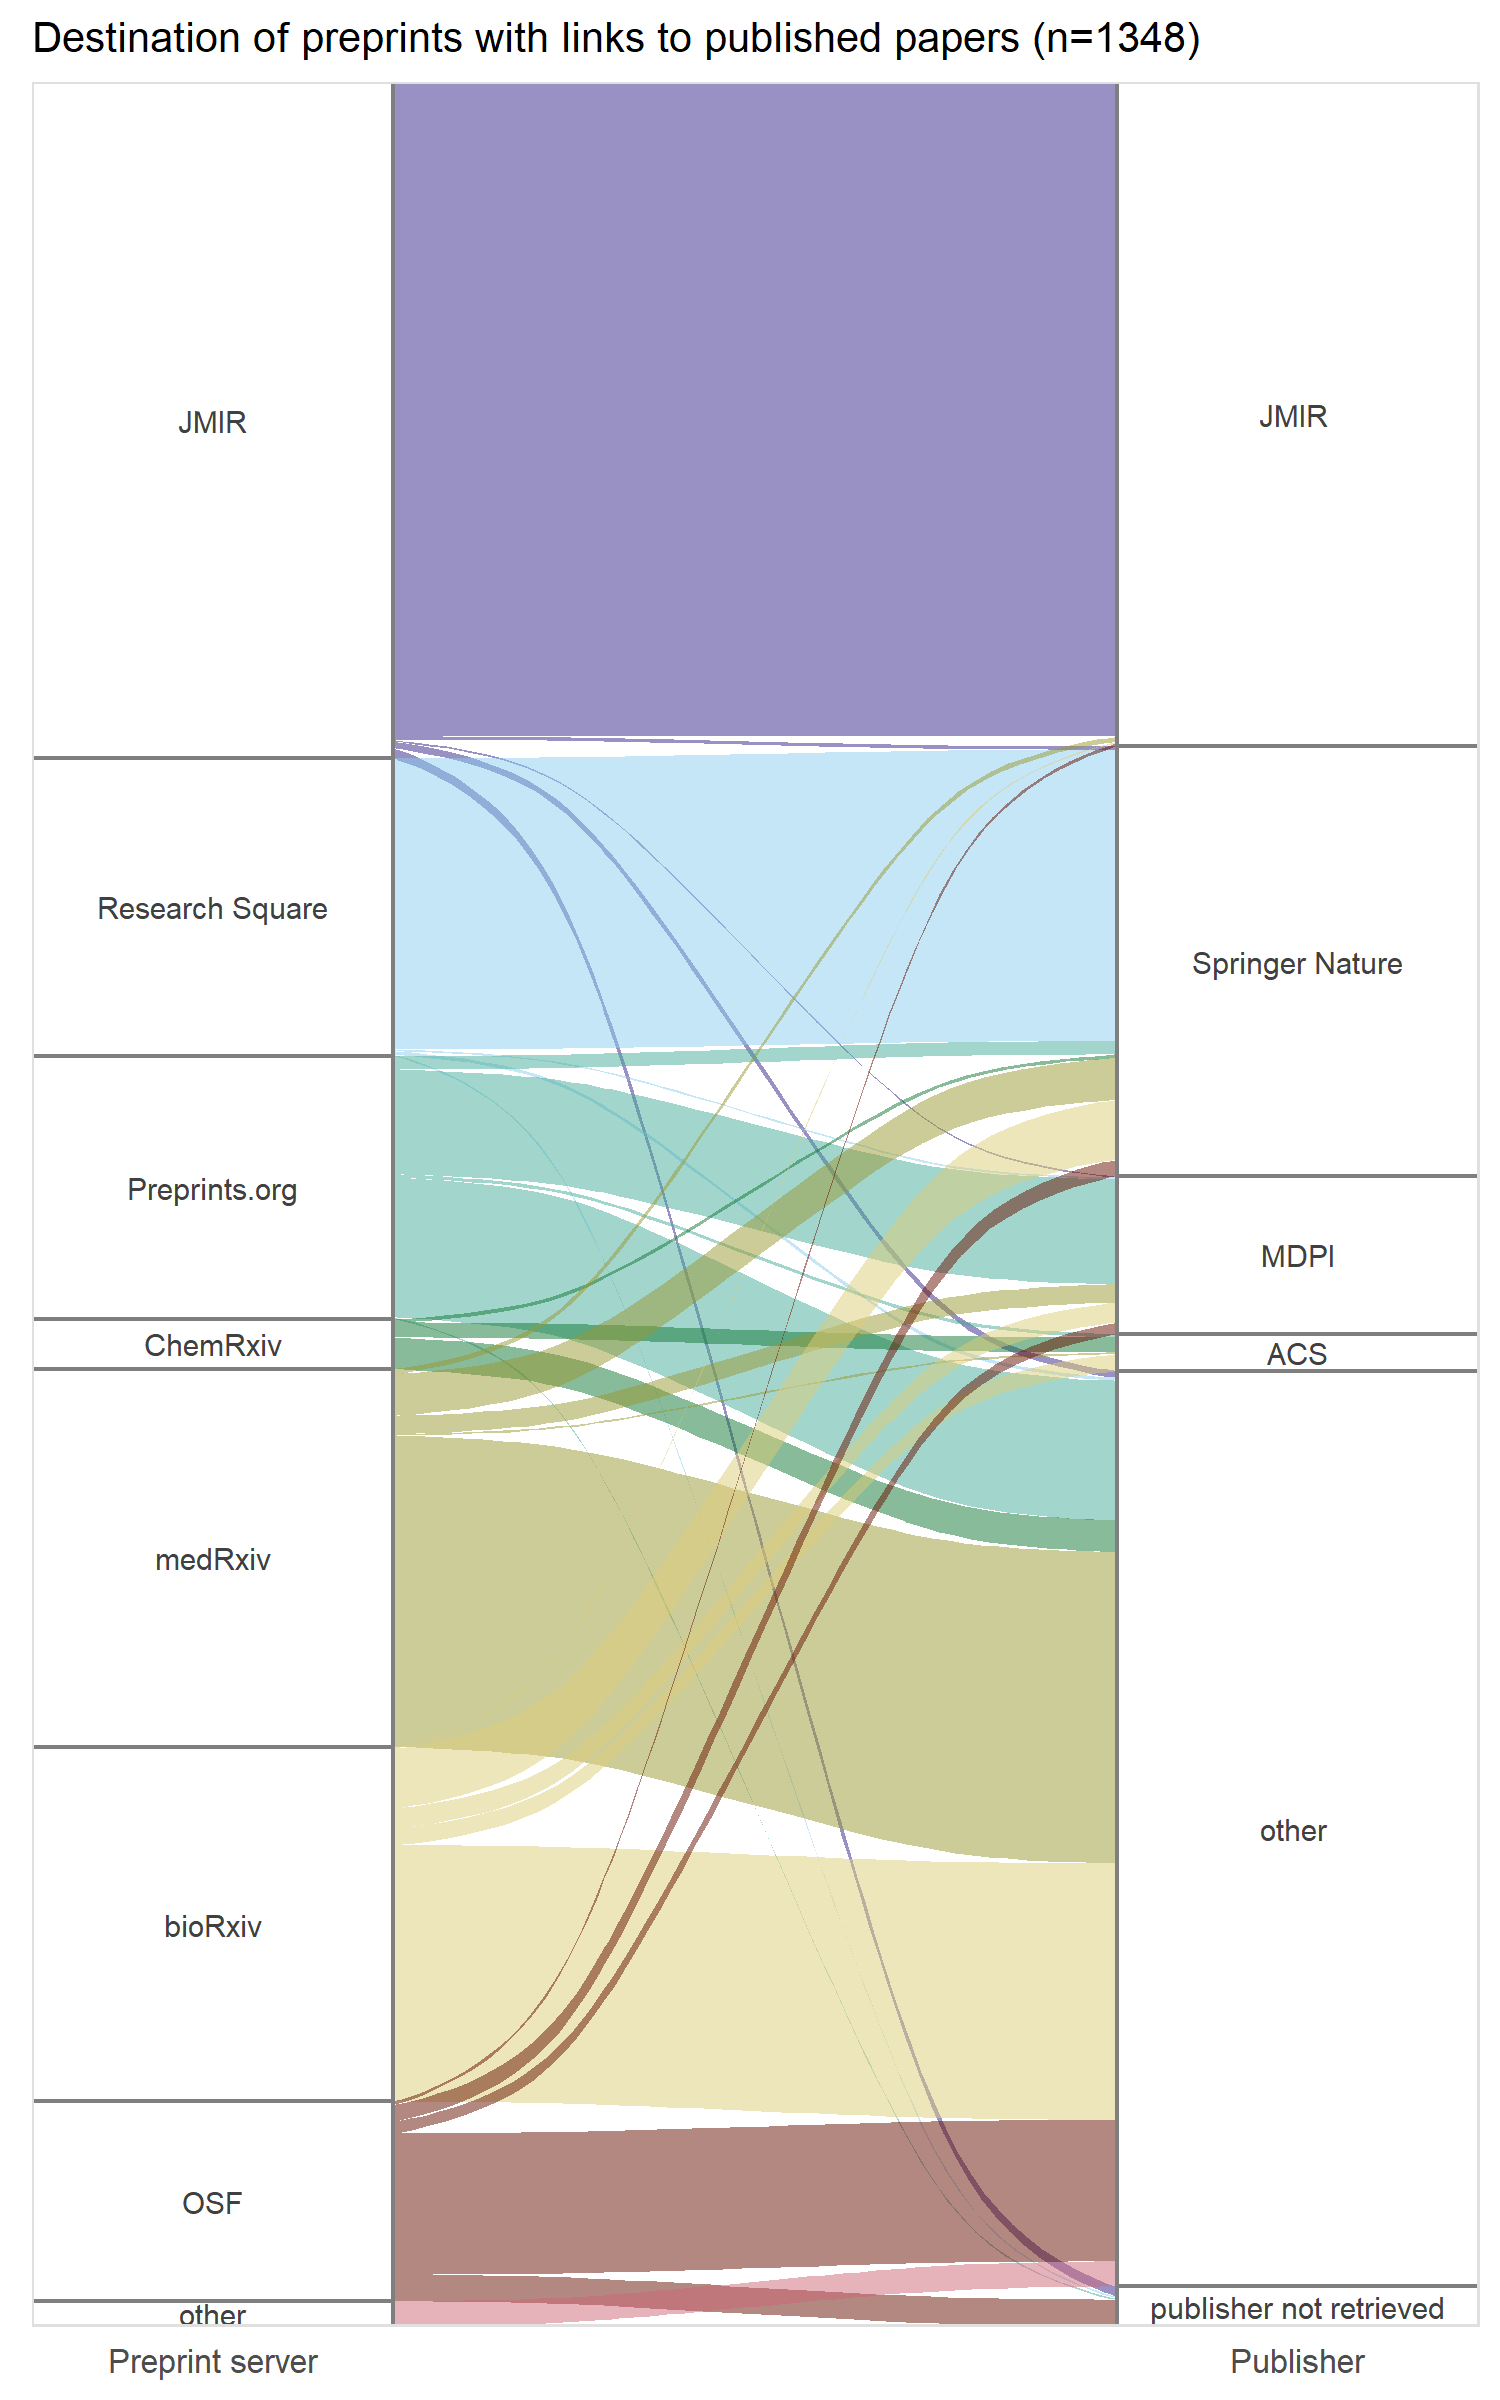 Destination of preprints with links to published papers (n=1348)
JMIR
JMIR
Research Square
Springer Nature
Preprints.org
MDPI
ChemRxiv
ACS
medRxiv
other
bioRxiv
OSF
other
publisher not retrieved
Preprint server
Publisher